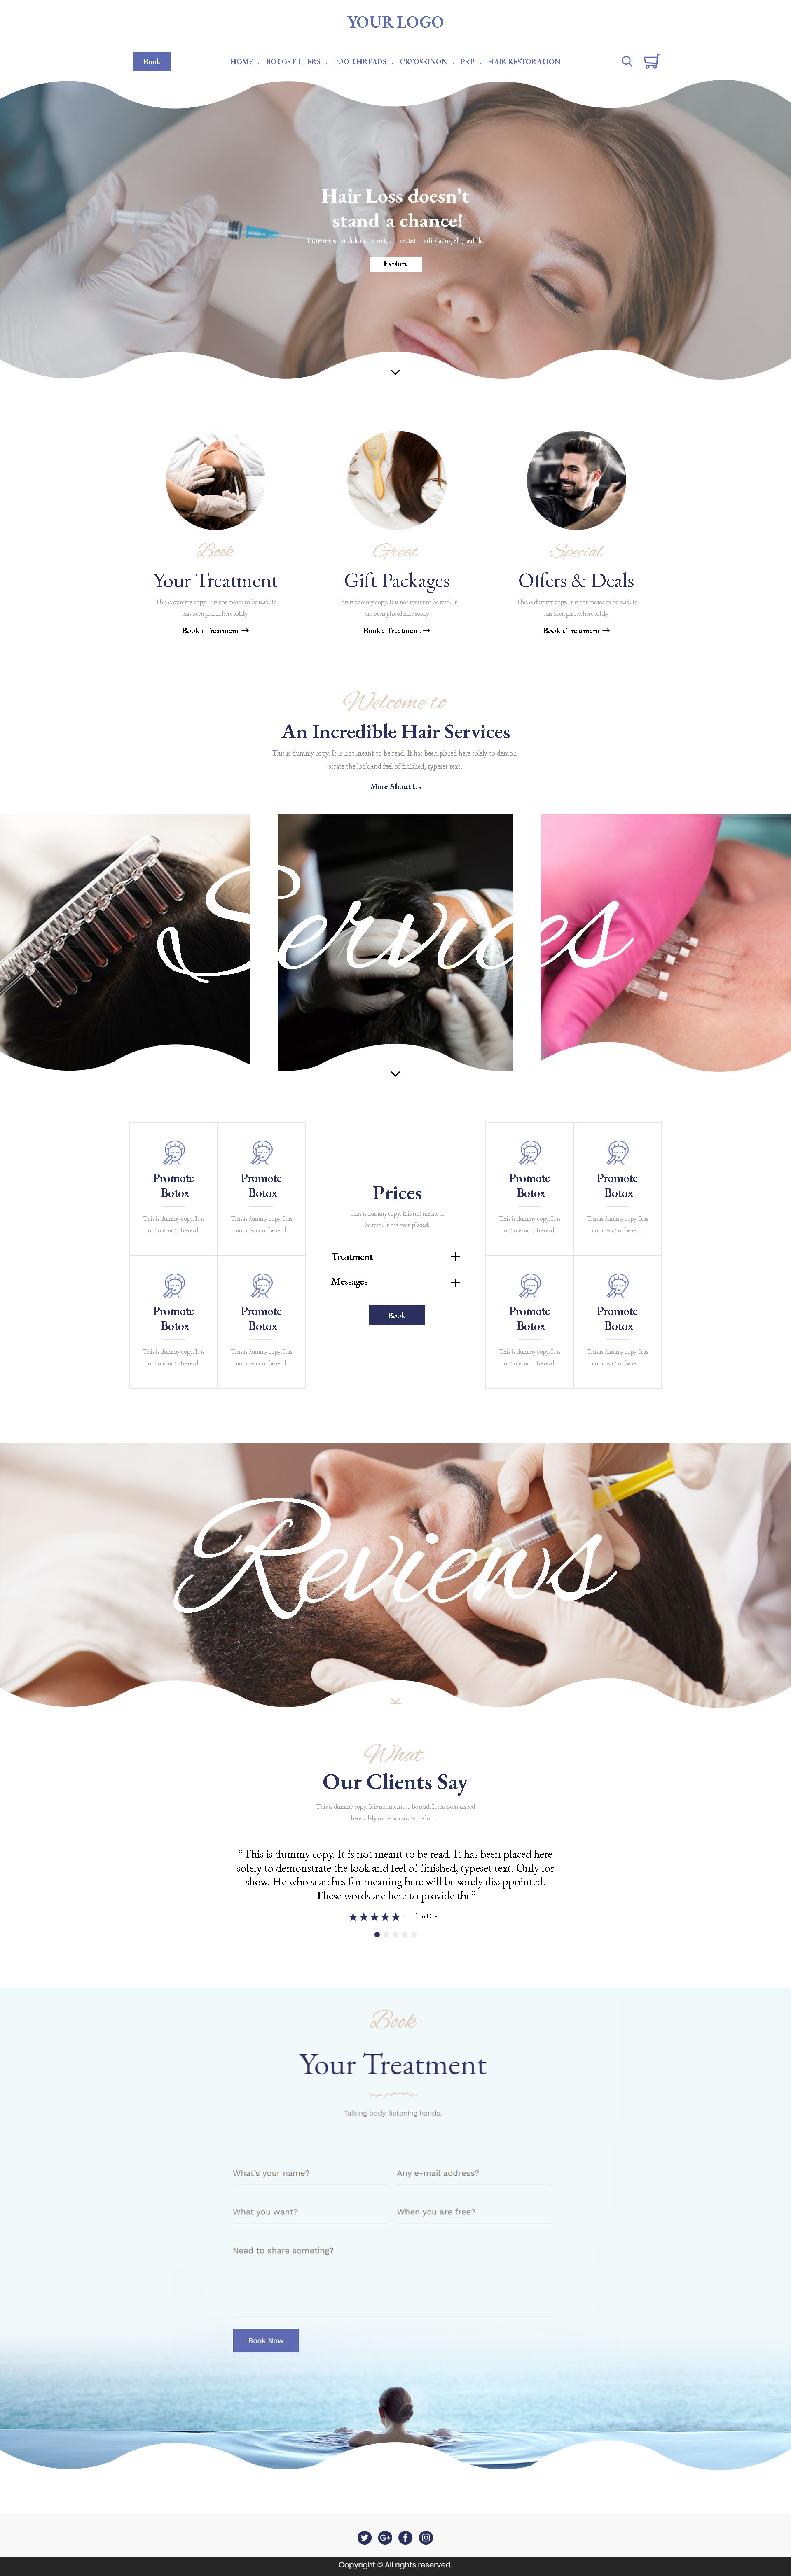 YOUR LOGO
Book
HOME . BOTOS FILLERS . PDO THREADS . CRYOSKINON . PRP . HAIR RESTORATION
Hair Loss doesn't
stand a chance!
Lorem ipsum dolor sit amet, consectetur adipiscing elit, sed do
Explore
Book
Your Treatment
This is dummy copy. It is not meant to be read. It
has been placed here solely
Book a Treatment
Great
Gift Packages
This is dummy copy. It is not meant to be read. It
has been placed here solely
Book a Treatment
Special
Offers & Deals
This is dummy copy. It is not meant to be read. It
has been placed here solely
Book a Treatment
Welcome to
An Incredible Hair Services
This is dummy copy. It is not meant to be read. It has been placed here solely to demon-
strate the look and feel of finished, typeset text.
More About Us
Services
Promote
Botox
This is dummy copy. It is
not meant to be read.
Promote
Botox
This is dummy copy. It is
not meant to be read.
Promote
Botox
This is dummy copy. It is
not meant to be read.
Promote
Botox
This is dummy copy. It is
not meant to be read.
Prices
This is dummy copy. It is not meant to
be read. It has been placed.
Treatment
Messages
Book
Promote
Botox
This is dummy copy. It is
not meant to be read.
Promote
Botox
This is dummy copy. It is
not meant to be read.
Promote
Botox
This is dummy copy. It is
not meant to be read.
Promote
Botox
This is dummy copy. It is
not meant to be read.
Reviews
What
Our Clients Say
This is dummy copy. It is not meant to be read. It has been placed
here solely to demonstrate the look...
“This is dummy copy. It is not meant to be read. It has been placed here
solely to demonstrate the look and feel of finished, typeset text. Only for
show. He who searches for meaning here will be sorely disappointed.
These words are here to provide the”
★★★★★ — Jhon Doe
Book
Your Treatment
Talking body, listening hands.
What's your name?
Any e-mail address?
What you want?
When you are free?
Need to share someting?
Book Now
Copyright © All rights reserved.